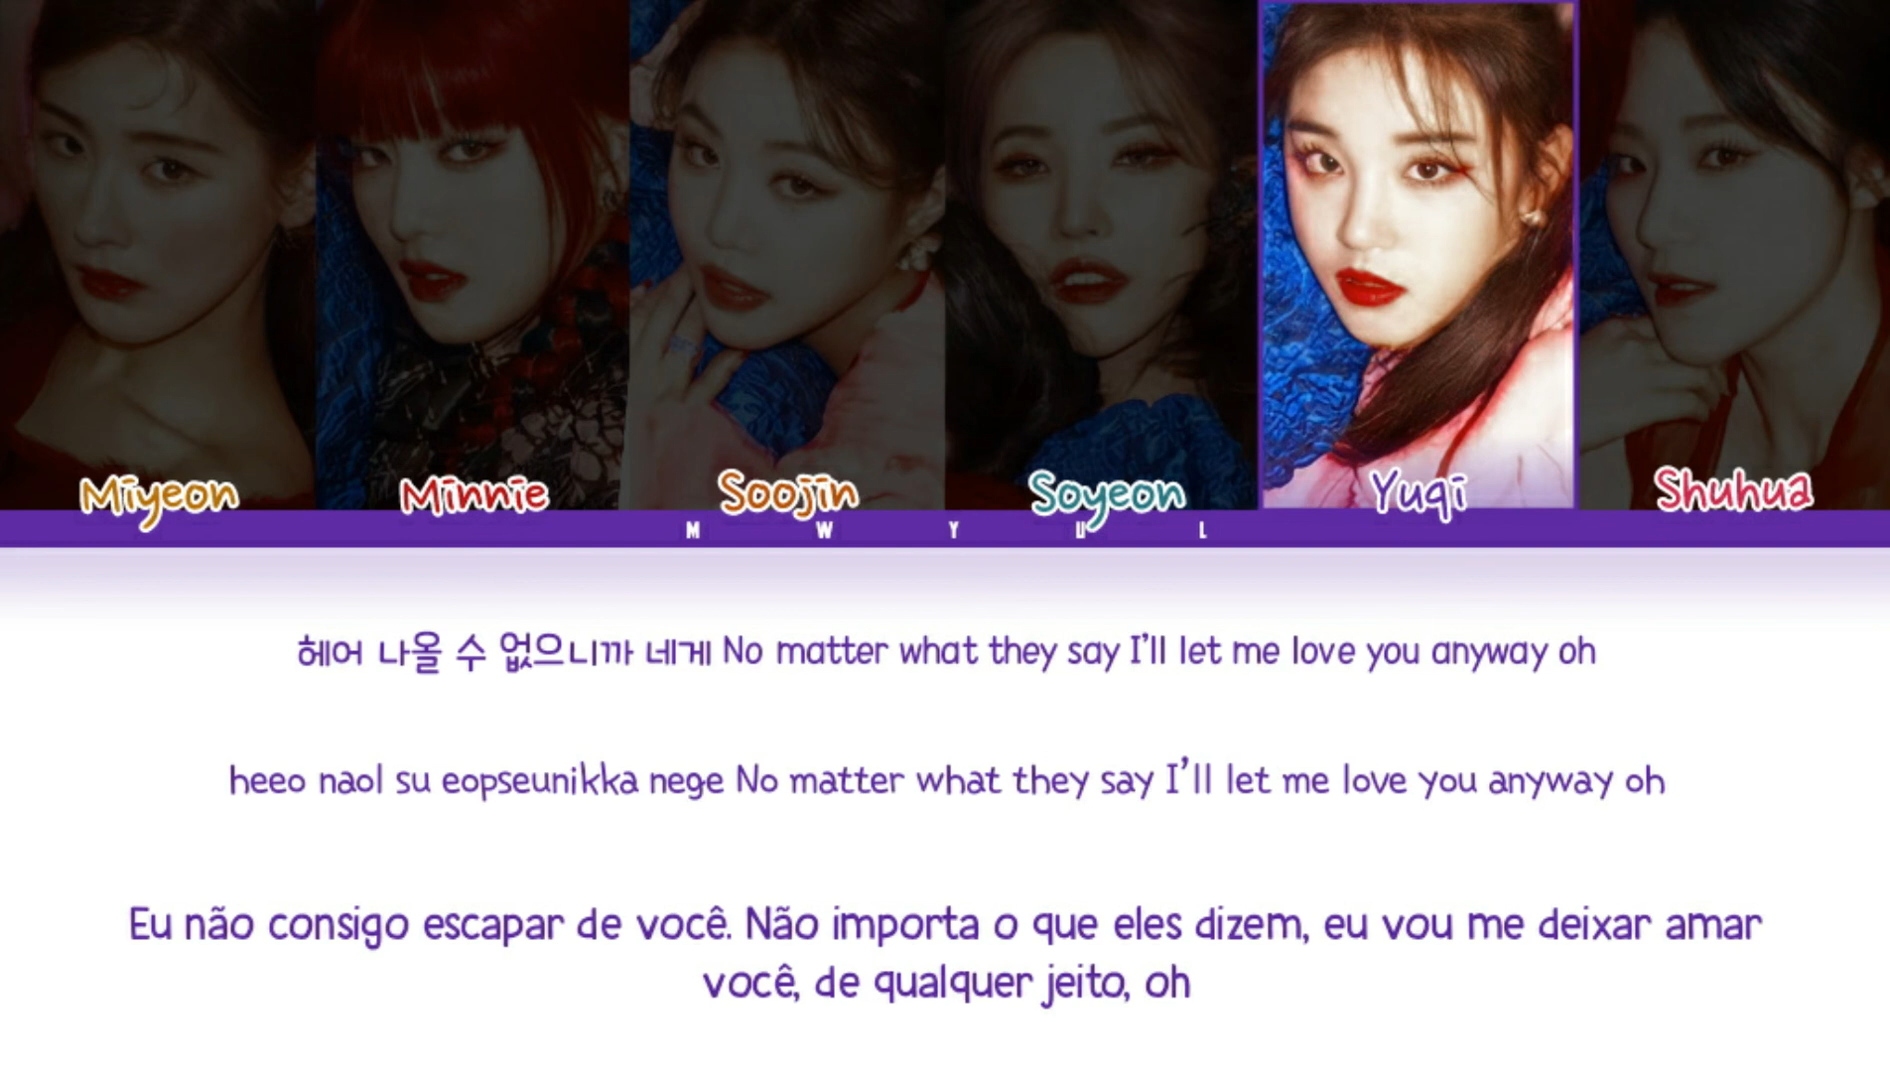 Miyeon Minnie Soojin Soyeon Yuqi Shuhua
M W Y U L
헤어 나올 수 없으니까 네게 No matter what they say I'll let me love you anyway oh
heeo naol su eopseunikka nege No matter what they say I'll let me love you anyway oh
Eu não consigo escapar de você. Não importa o que eles dizem, eu vou me deixar amar
você, de qualquer jeito, oh